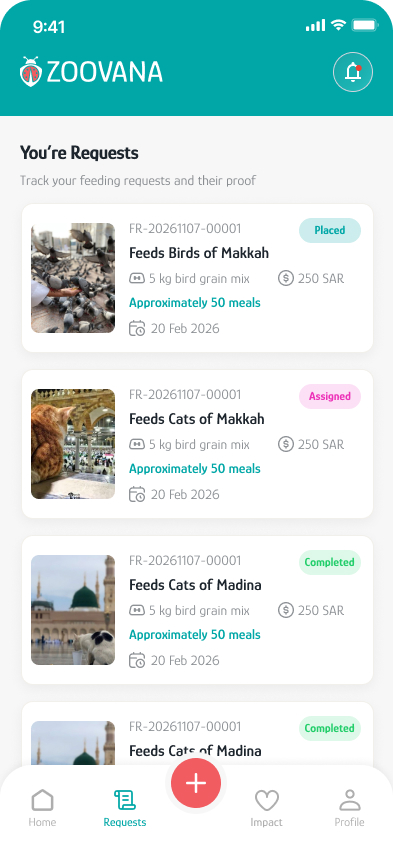 9:41
ZOOVANA
You're Requests
Track your feeding requests and their proof
FR-20261107-00001
Placed
Feeds Birds of Makkah
5 kg bird grain mix
250 SAR
Approximately 50 meals
20 Feb 2026
FR-20261107-00001
Assigned
Feeds Cats of Makkah
5 kg bird grain mix
250 SAR
Approximately 50 meals
20 Feb 2026
FR-20261107-00001
Completed
Feeds Cats of Madina
5 kg bird grain mix
250 SAR
Approximately 50 meals
20 Feb 2026
FR-20261107-00001
Completed
Feeds Cats of Madina
Home
Requests
Impact
Profile